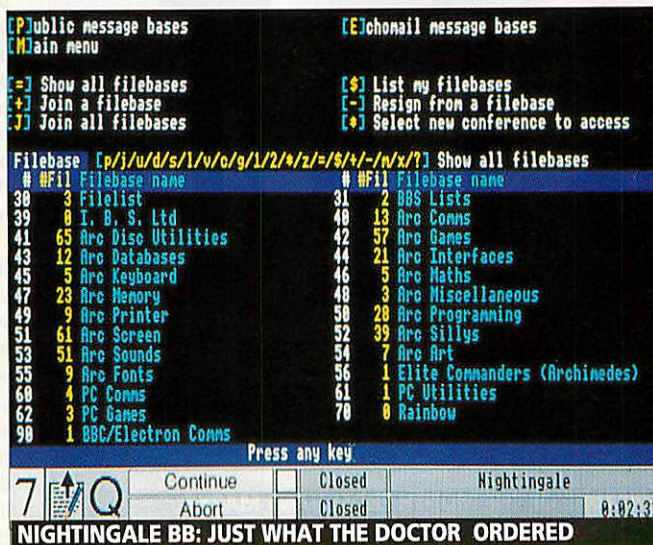 [P]ublic message bases [E]chomail message bases
[M]ain menu
[=] Show all filebases [$] List my filebases
[+] Join a filebase [-] Resign from a filebase
[J] Join all filebases [*] Select new conference to access
Filebase [p/j/u/d/s/l/v/c/g/1/2/*/z/=/$/+/-/m/x/?] Show all filebases
# #Fil Filebase name # #Fil Filebase name
30 3 Filelist 31 2 BBS Lists
39 0 I. B. S. Ltd 40 13 Arc Comms
41 65 Arc Disc Utilities 42 57 Arc Games
43 12 Arc Databases 44 21 Arc Interfaces
45 5 Arc Keyboard 46 5 Arc Maths
47 23 Arc Memory 48 3 Arc Miscellaneous
49 9 Arc Printer 50 28 Arc Programming
51 61 Arc Screen 52 39 Arc Sillys
53 51 Arc Sounds 54 7 Arc Art
55 9 Arc Fonts 56 1 Elite Commanders (Archimedes)
60 4 PC Comms 61 1 PC Utilities
62 3 PC Games 70 0 Rainbow
90 1 BBC/Electron Comms
Press any key
7 Q Continue Closed Nightingale
Abort Closed 0:02:3
NIGHTINGALE BB: JUST WHAT THE DOCTOR ORDERED